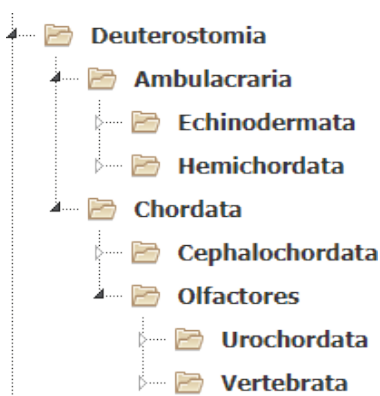 Deuterostomia
Ambulacraria
Echinodermata
Hemichordata
Chordata
Cephalochordata
Olfactores
Urochordata
Vertebrata